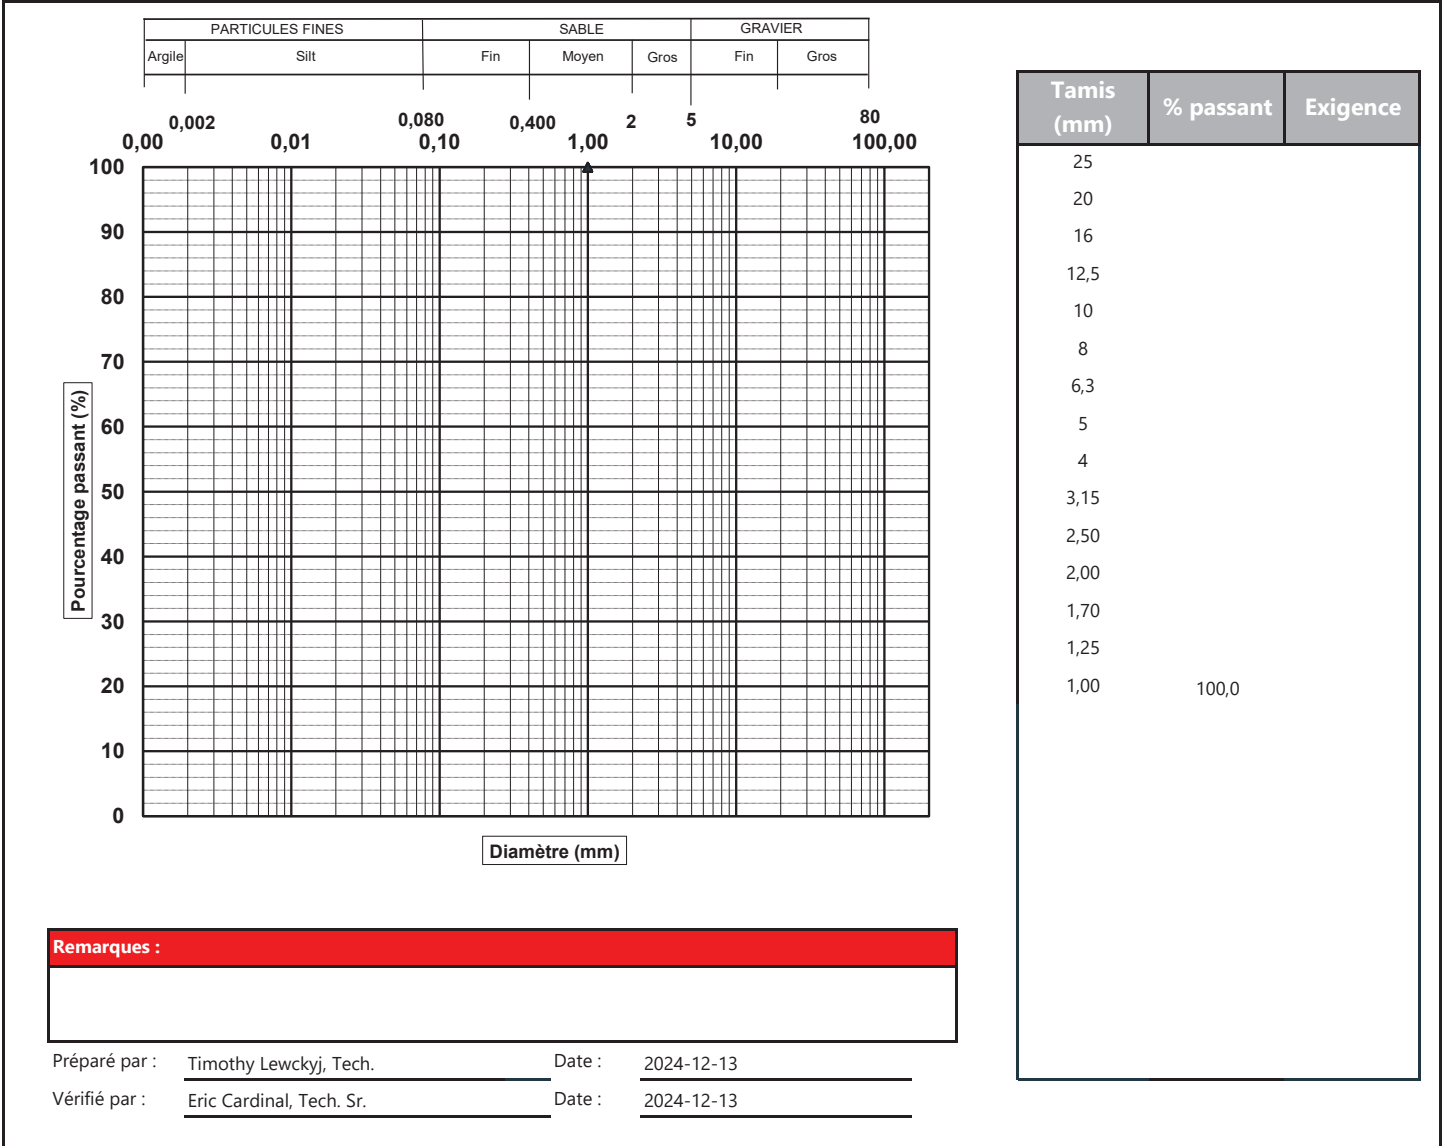 PARTICULES FINES SABLE GRAVIER
Argile Silt Fin Moyen Gros Fin Gros
0,002 0,080 0,400 2 5 80
0,00 0,01 0,10 1,00 10,00 100,00
100
90
80
70
60
50
40
30
20
10
0
Pourcentage passant (%)
Diamètre (mm)
Tamis (mm) % passant Exigence
25
20
16
12,5
10
8
6,3
5
4
3,15
2,50
2,00
1,70
1,25
1,00 100,0
Remarques :
Préparé par : Timothy Lewckyj, Tech. Date : 2024-12-13
Vérifié par : Eric Cardinal, Tech. Sr. Date : 2024-12-13